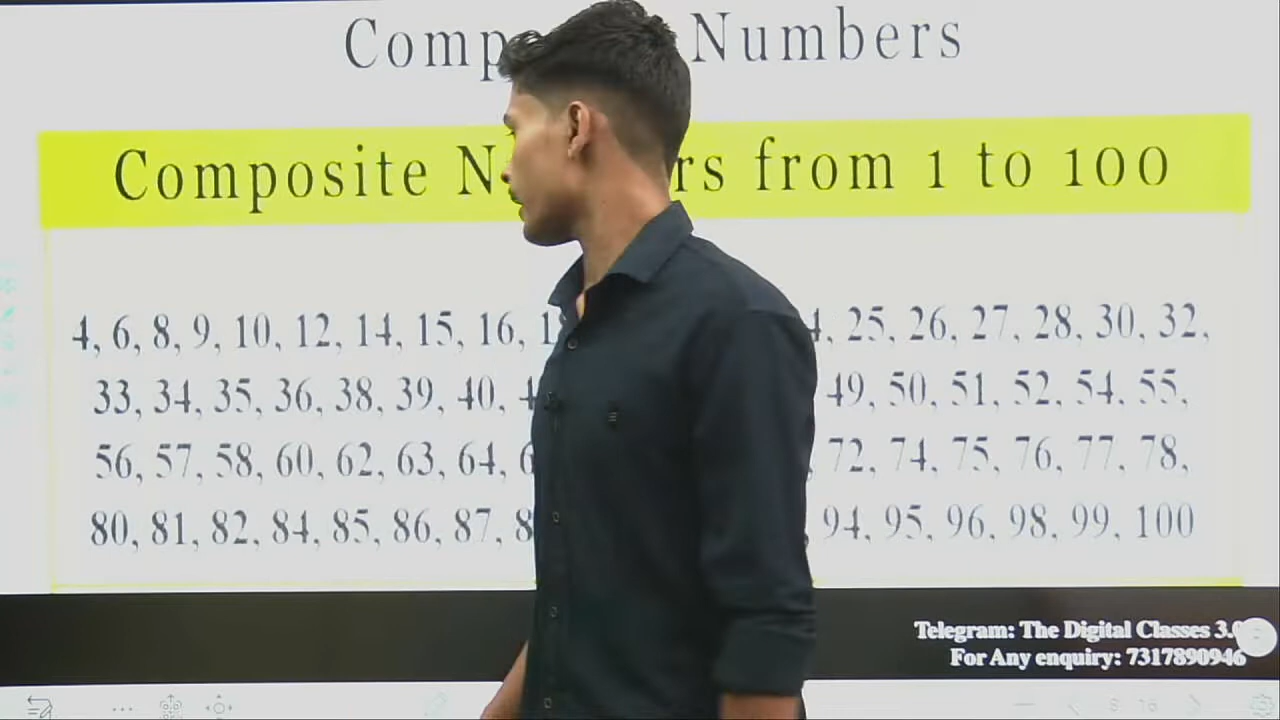 Comp Numbers
Composite N rs from 1 to 100
4, 6, 8, 9, 10, 12, 14, 15, 16, 25, 26, 27, 28, 30, 32,
33, 34, 35, 36, 38, 39, 40, 49, 50, 51, 52, 54, 55,
56, 57, 58, 60, 62, 63, 64, 72, 74, 75, 76, 77, 78,
80, 81, 82, 84, 85, 86, 87, 94, 95, 96, 98, 99, 100
Telegram: The Digital Classes
For Any enquiry: 7317890946